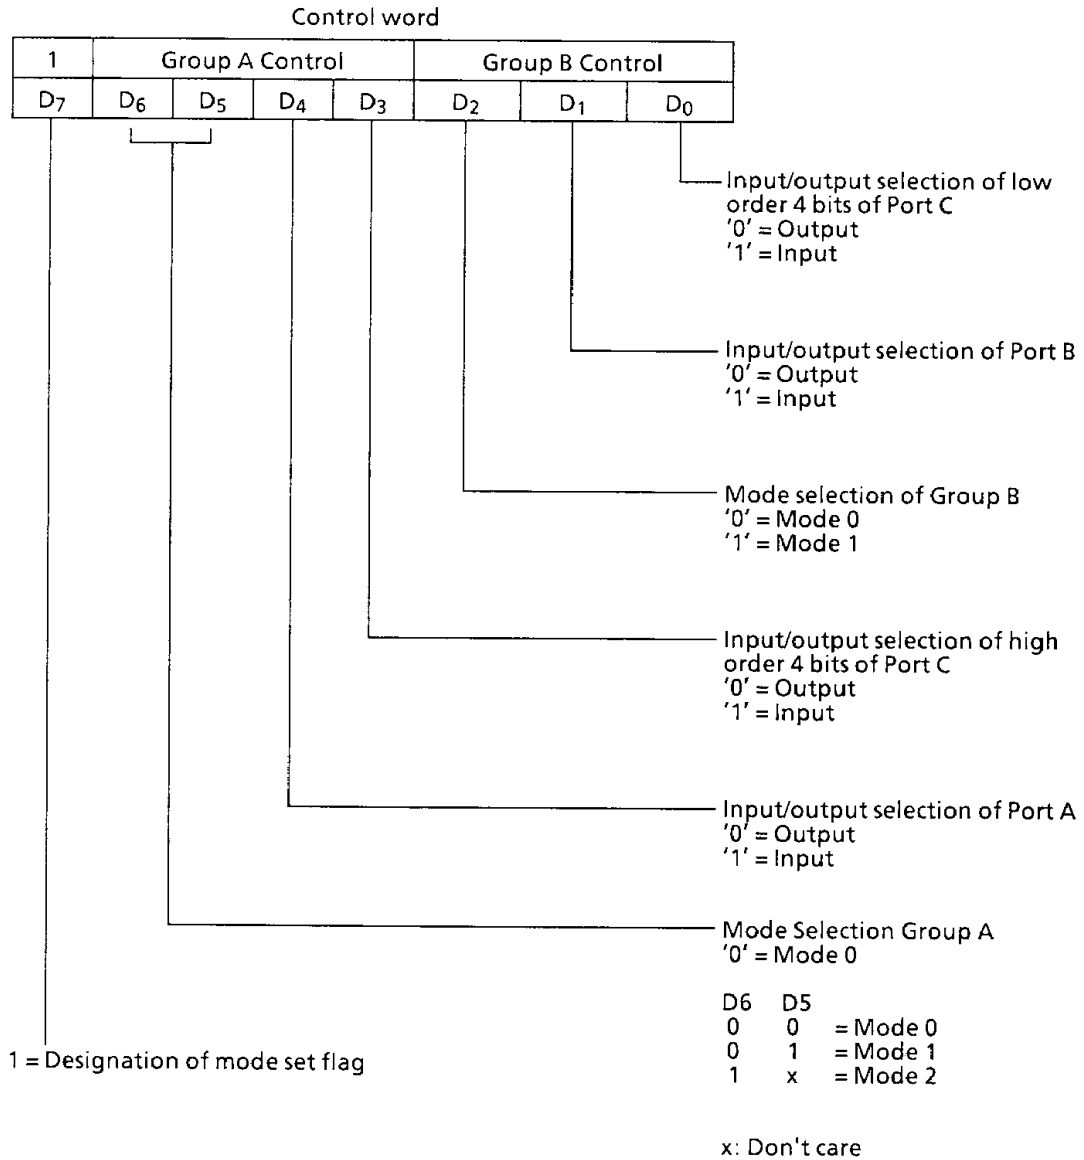 Control word
1 Group A Control Group B Control
D7 D6 D5 D4 D3 D2 D1 D0
Input/output selection of low
order 4 bits of Port C
'0' = Output
'1' = Input
Input/output selection of Port B
'0' = Output
'1' = Input
Mode selection of Group B
'0' = Mode 0
'1' = Mode 1
Input/output selection of high
order 4 bits of Port C
'0' = Output
'1' = Input
Input/output selection of Port A
'0' = Output
'1' = Input
Mode Selection Group A
'0' = Mode 0
D6 D5
0 0 = Mode 0
0 1 = Mode 1
1 x = Mode 2
1 = Designation of mode set flag
x: Don't care